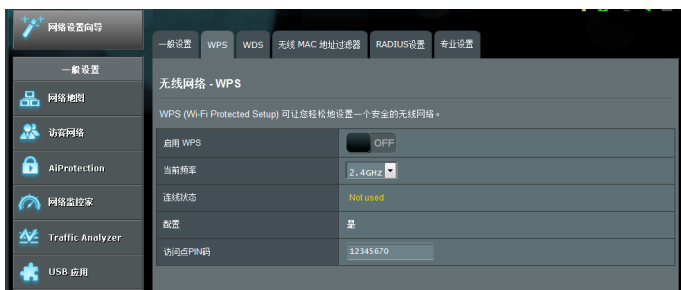 网络设置向导
一般设置 WPS WDS 无线 MAC 地址过滤器 RADIUS设置 专业设置
一般设置
网络地图
访客网络
AiProtection
网络监控家
Traffic Analyzer
USB 应用
无线网络 - WPS
WPS (Wi-Fi Protected Setup) 可让您轻松地设置一个安全的无线网络。
启用 WPS OFF
当前频率 2.4GHz
连线状态 Not used
配置 是
访问点PIN码 12345670